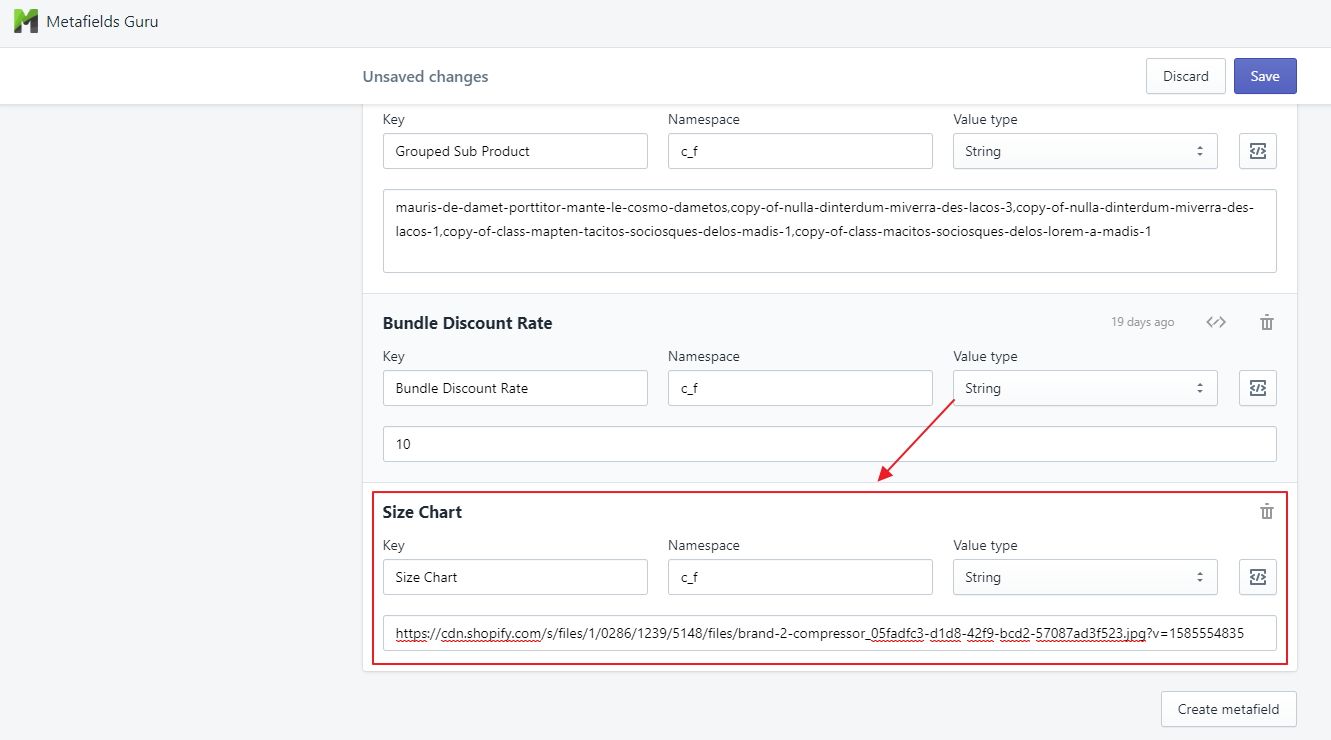 Metafields Guru
Unsaved changes
Discard
Save
Key
Namespace
Value type
Grouped Sub Product
c_f
String
mauris-de-damet-porttitor-mante-le-cosmo-dametos,copy-of-nulla-dinterdum-miverra-des-lacos-3,copy-of-nulla-dinterdum-miverra-des-
lacos-1,copy-of-class-mapten-tacitos-sociosques-delos-madis-1,copy-of-class-macitos-sociosques-delos-lorem-a-madis-1
Bundle Discount Rate
19 days ago
Key
Namespace
Value type
Bundle Discount Rate
c_f
String
10
Size Chart
Key
Namespace
Value type
Size Chart
c_f
String
https://cdn.shopify.com/s/files/1/0286/1239/5148/files/brand-2-compressor_05fadfc3-d1d8-42f9-bcd2-57087ad3f523.jpg?v=1585554835
Create metafield